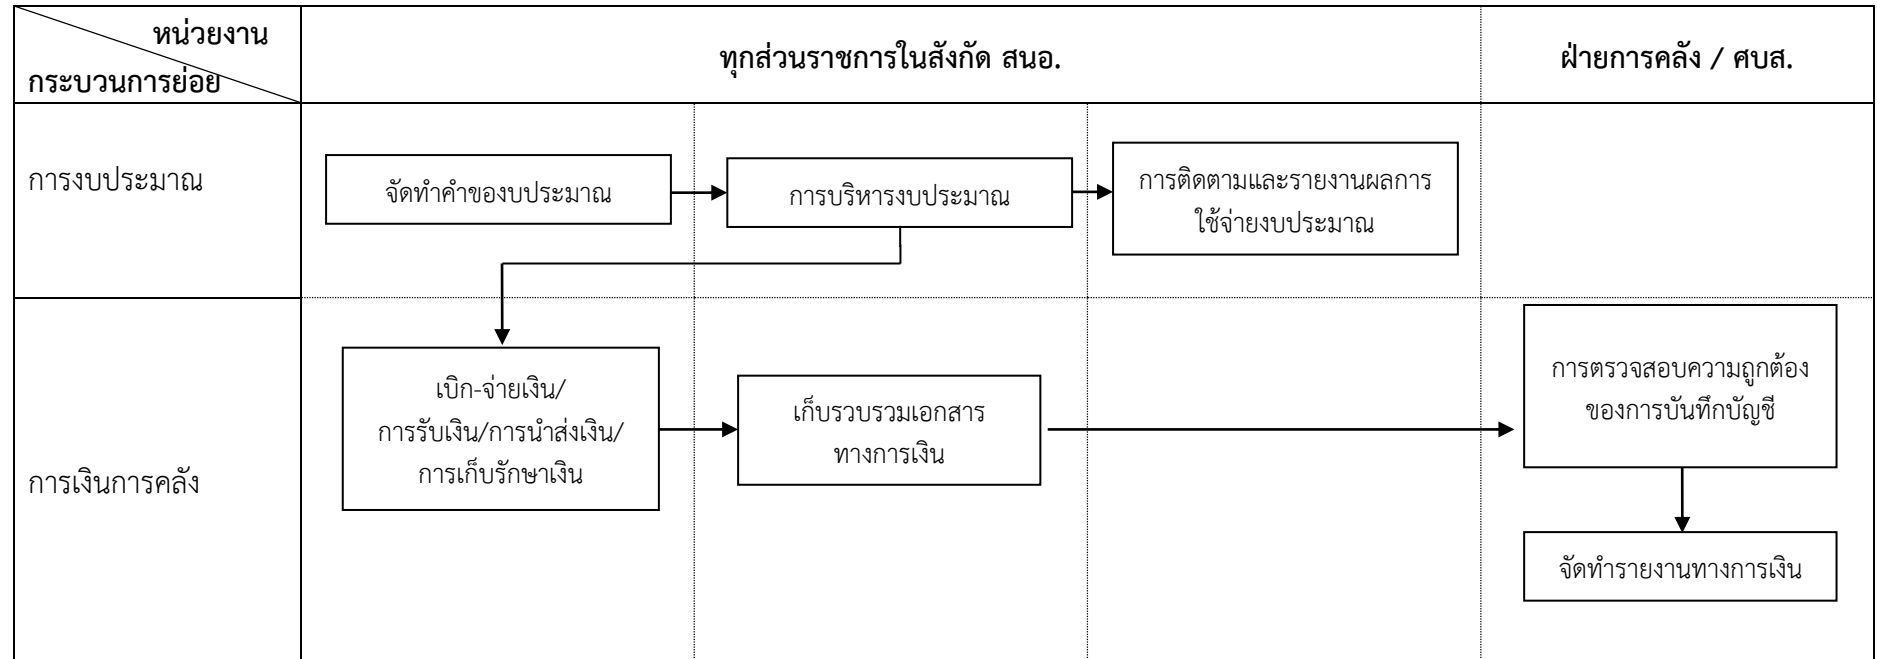 หน่วยงาน
กระบวนการย่อย
ทุกส่วนราชการในสังกัด สนอ.
ฝ่ายการคลัง / ศบส.
การงบประมาณ
จัดทำคำของบประมาณ
การบริหารงบประมาณ
การติดตามและรายงานผลการ
ใช้จ่ายงบประมาณ
การเงินการคลัง
เบิก-จ่ายเงิน/
การรับเงิน/การนำส่งเงิน/
การเก็บรักษาเงิน
เก็บรวบรวมเอกสาร
ทางการเงิน
การตรวจสอบความถูกต้อง
ของการบันทึกบัญชี
จัดทำรายงานทางการเงิน